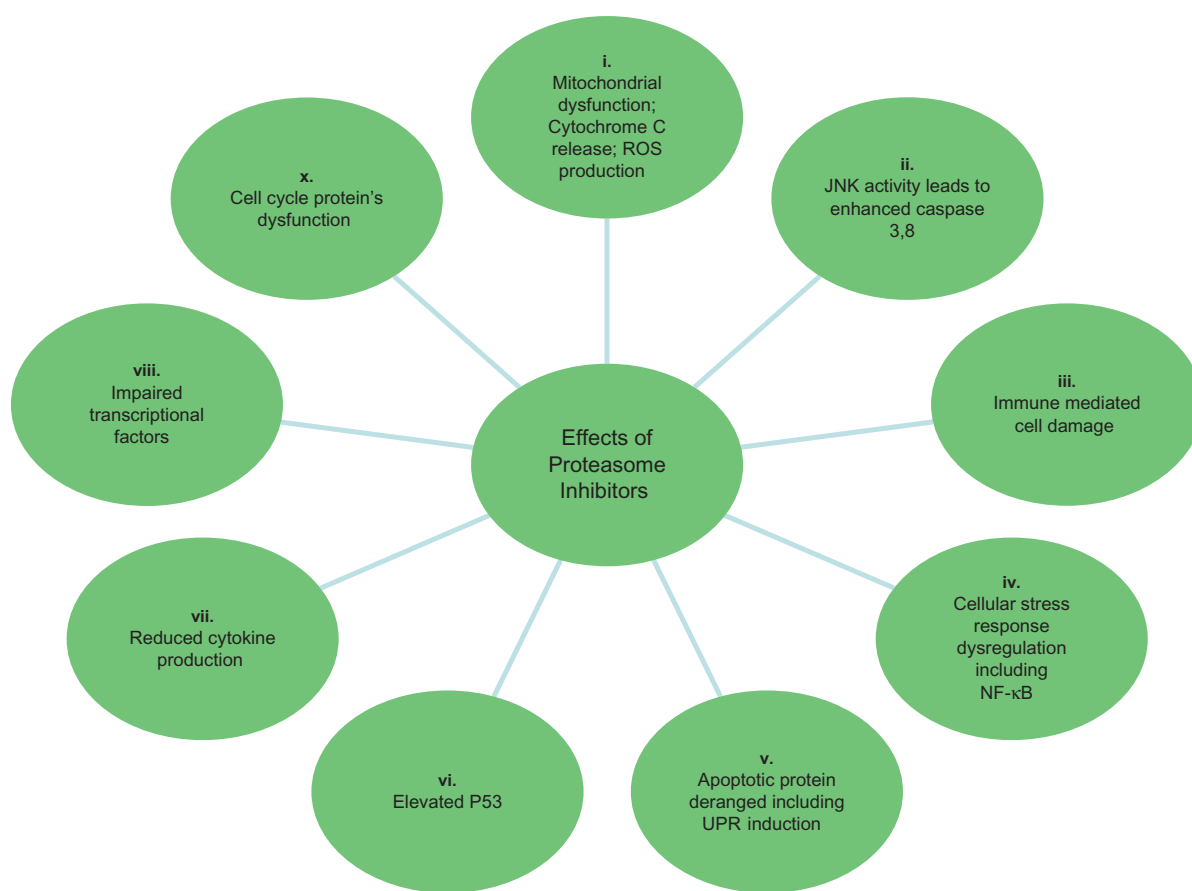 i.
Mitochondrial
dysfunction;
Cytochrome C
release; ROS
production
ii.
JNK activity leads to
enhanced caspase
3,8
iii.
Immune mediated
cell damage
iv.
Cellular stress
response
dysregulation
including
NF-κB
v.
Apoptotic protein
deranged including
UPR induction
vi.
Elevated P53
vii.
Reduced cytokine
production
viii.
Impaired
transcriptional
factors
x.
Cell cycle protein’s
dysfunction
Effects of
Proteasome
Inhibitors